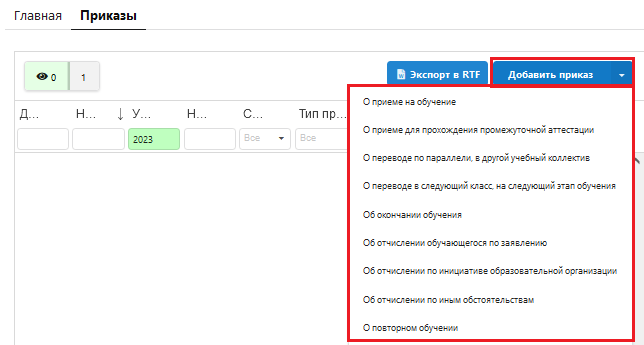 Главная Приказы
0 1 Экспорт в RTF Добавить приказ
Д... Н... У... Н... С... Тип пр...
2023 Все Все
О приеме на обучение
О приеме для прохождения промежуточной аттестации
О переводе по параллели, в другой учебный коллектив
О переводе в следующий класс, на следующий этап обучения
Об окончании обучения
Об отчислении обучающегося по заявлению
Об отчислении по инициативе образовательной организации
Об отчислении по иным обстоятельствам
О повторном обучении